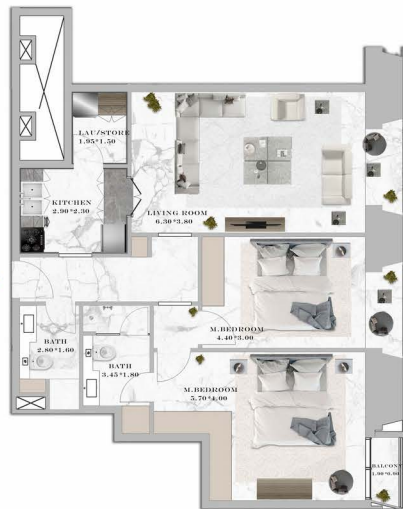 LAU/STORE
1.95*1.50
KITCHEN
2.90*2.30
LIVING ROOM
6.30*3.80
M.BEDROOM
4.40*3.00
BATH
2.80*1.60
BATH
3.45*1.80
M.BEDROOM
5.70*4.00
BALCONY